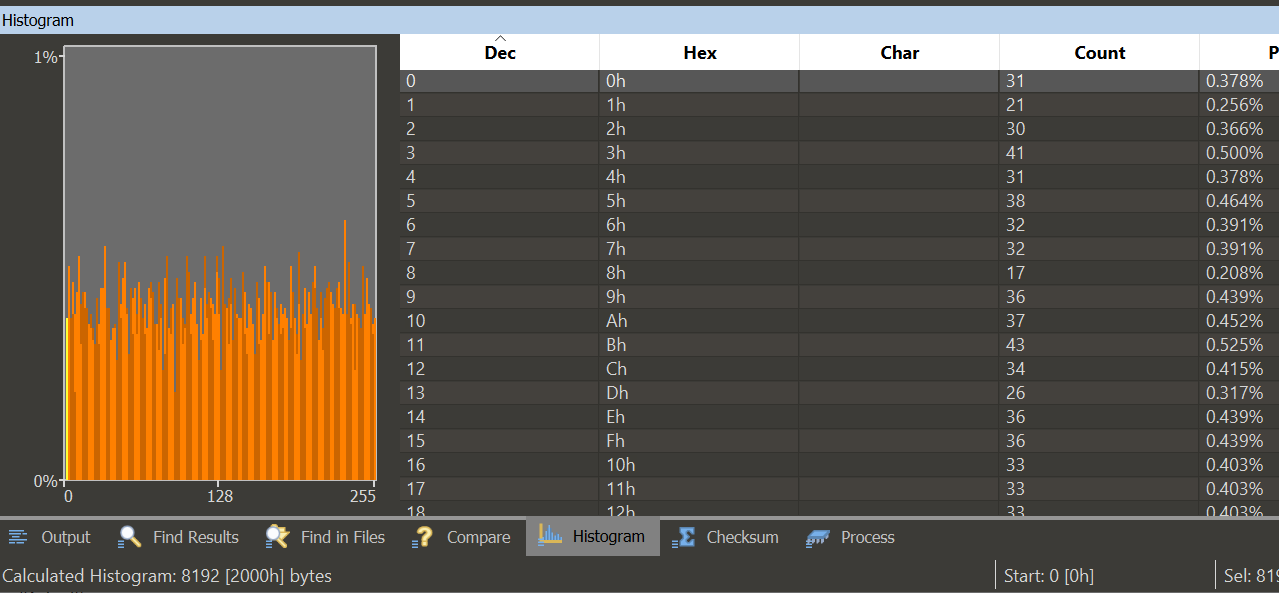 Histogram
1%
0%
0 128 255
Dec Hex Char Count P
0 0h 31 0.378%
1 1h 21 0.256%
2 2h 30 0.366%
3 3h 41 0.500%
4 4h 31 0.378%
5 5h 38 0.464%
6 6h 32 0.391%
7 7h 32 0.391%
8 8h 17 0.208%
9 9h 36 0.439%
10 Ah 37 0.452%
11 Bh 43 0.525%
12 Ch 34 0.415%
13 Dh 26 0.317%
14 Eh 36 0.439%
15 Fh 36 0.439%
16 10h 33 0.403%
17 11h 33 0.403%
18 12h 33 0.403%
Output Find Results Find in Files Compare Histogram Checksum Process
Calculated Histogram: 8192 [2000h] bytes Start: 0 [0h] Sel: 819